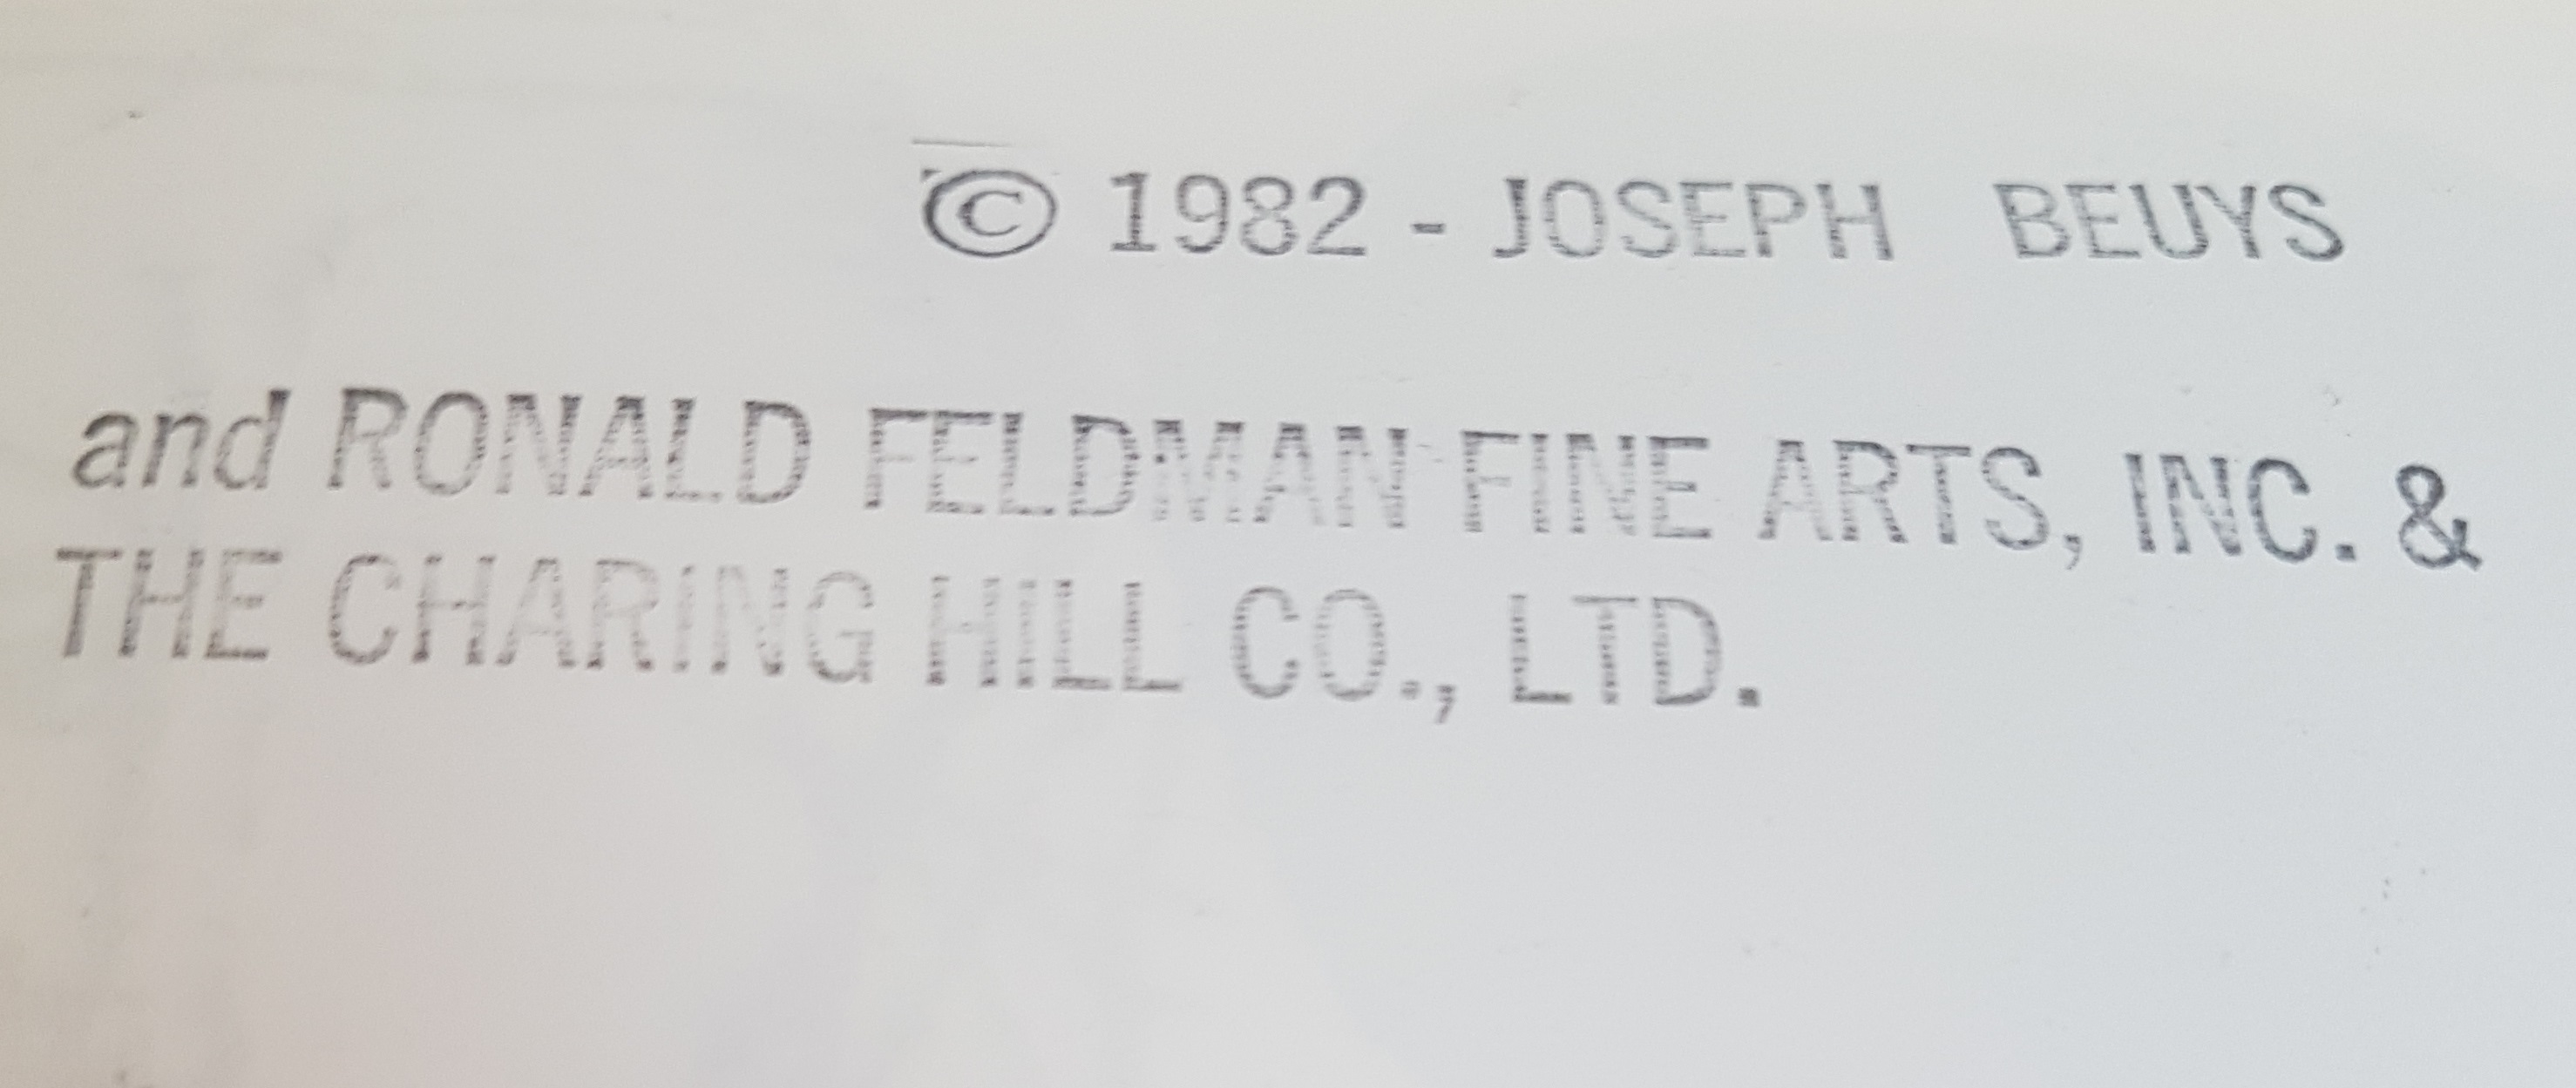 © 1982 - JOSEPH BEUYS
and RONALD FELDMAN FINE ARTS, INC. &
THE CHARING HILL CO., LTD.